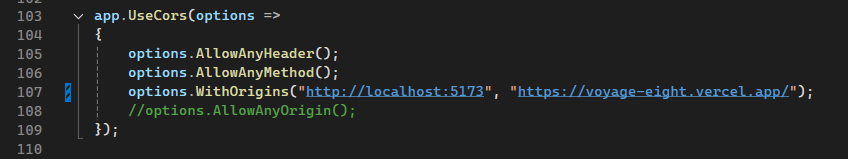 103 app.UseCors(options =>
104 {
105 options.AllowAnyHeader();
106 options.AllowAnyMethod();
107 options.WithOrigins("http://localhost:5173", "https://voyage-eight.vercel.app/");
108 //options.AllowAnyOrigin();
109 });
110